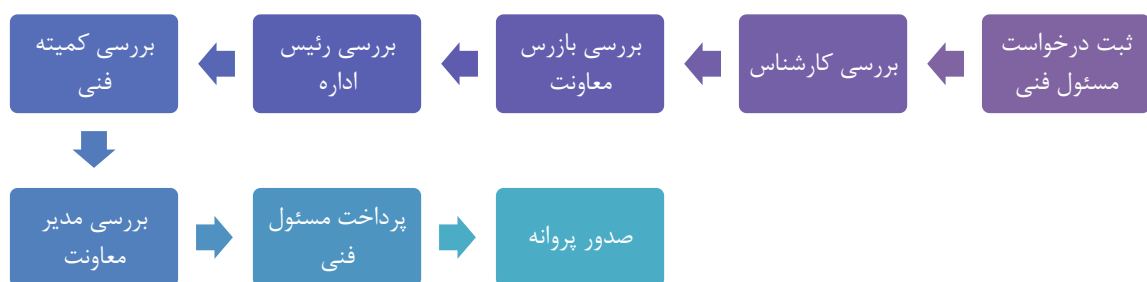 ثبت درخواست
مسئول فنی
بررسی کارشناس
بررسی بازرس
معاونت
بررسی رئیس
اداره
بررسی کمیته
فنی
بررسی مدیر
معاونت
پرداخت مسئول
فنی
صدور پروانه